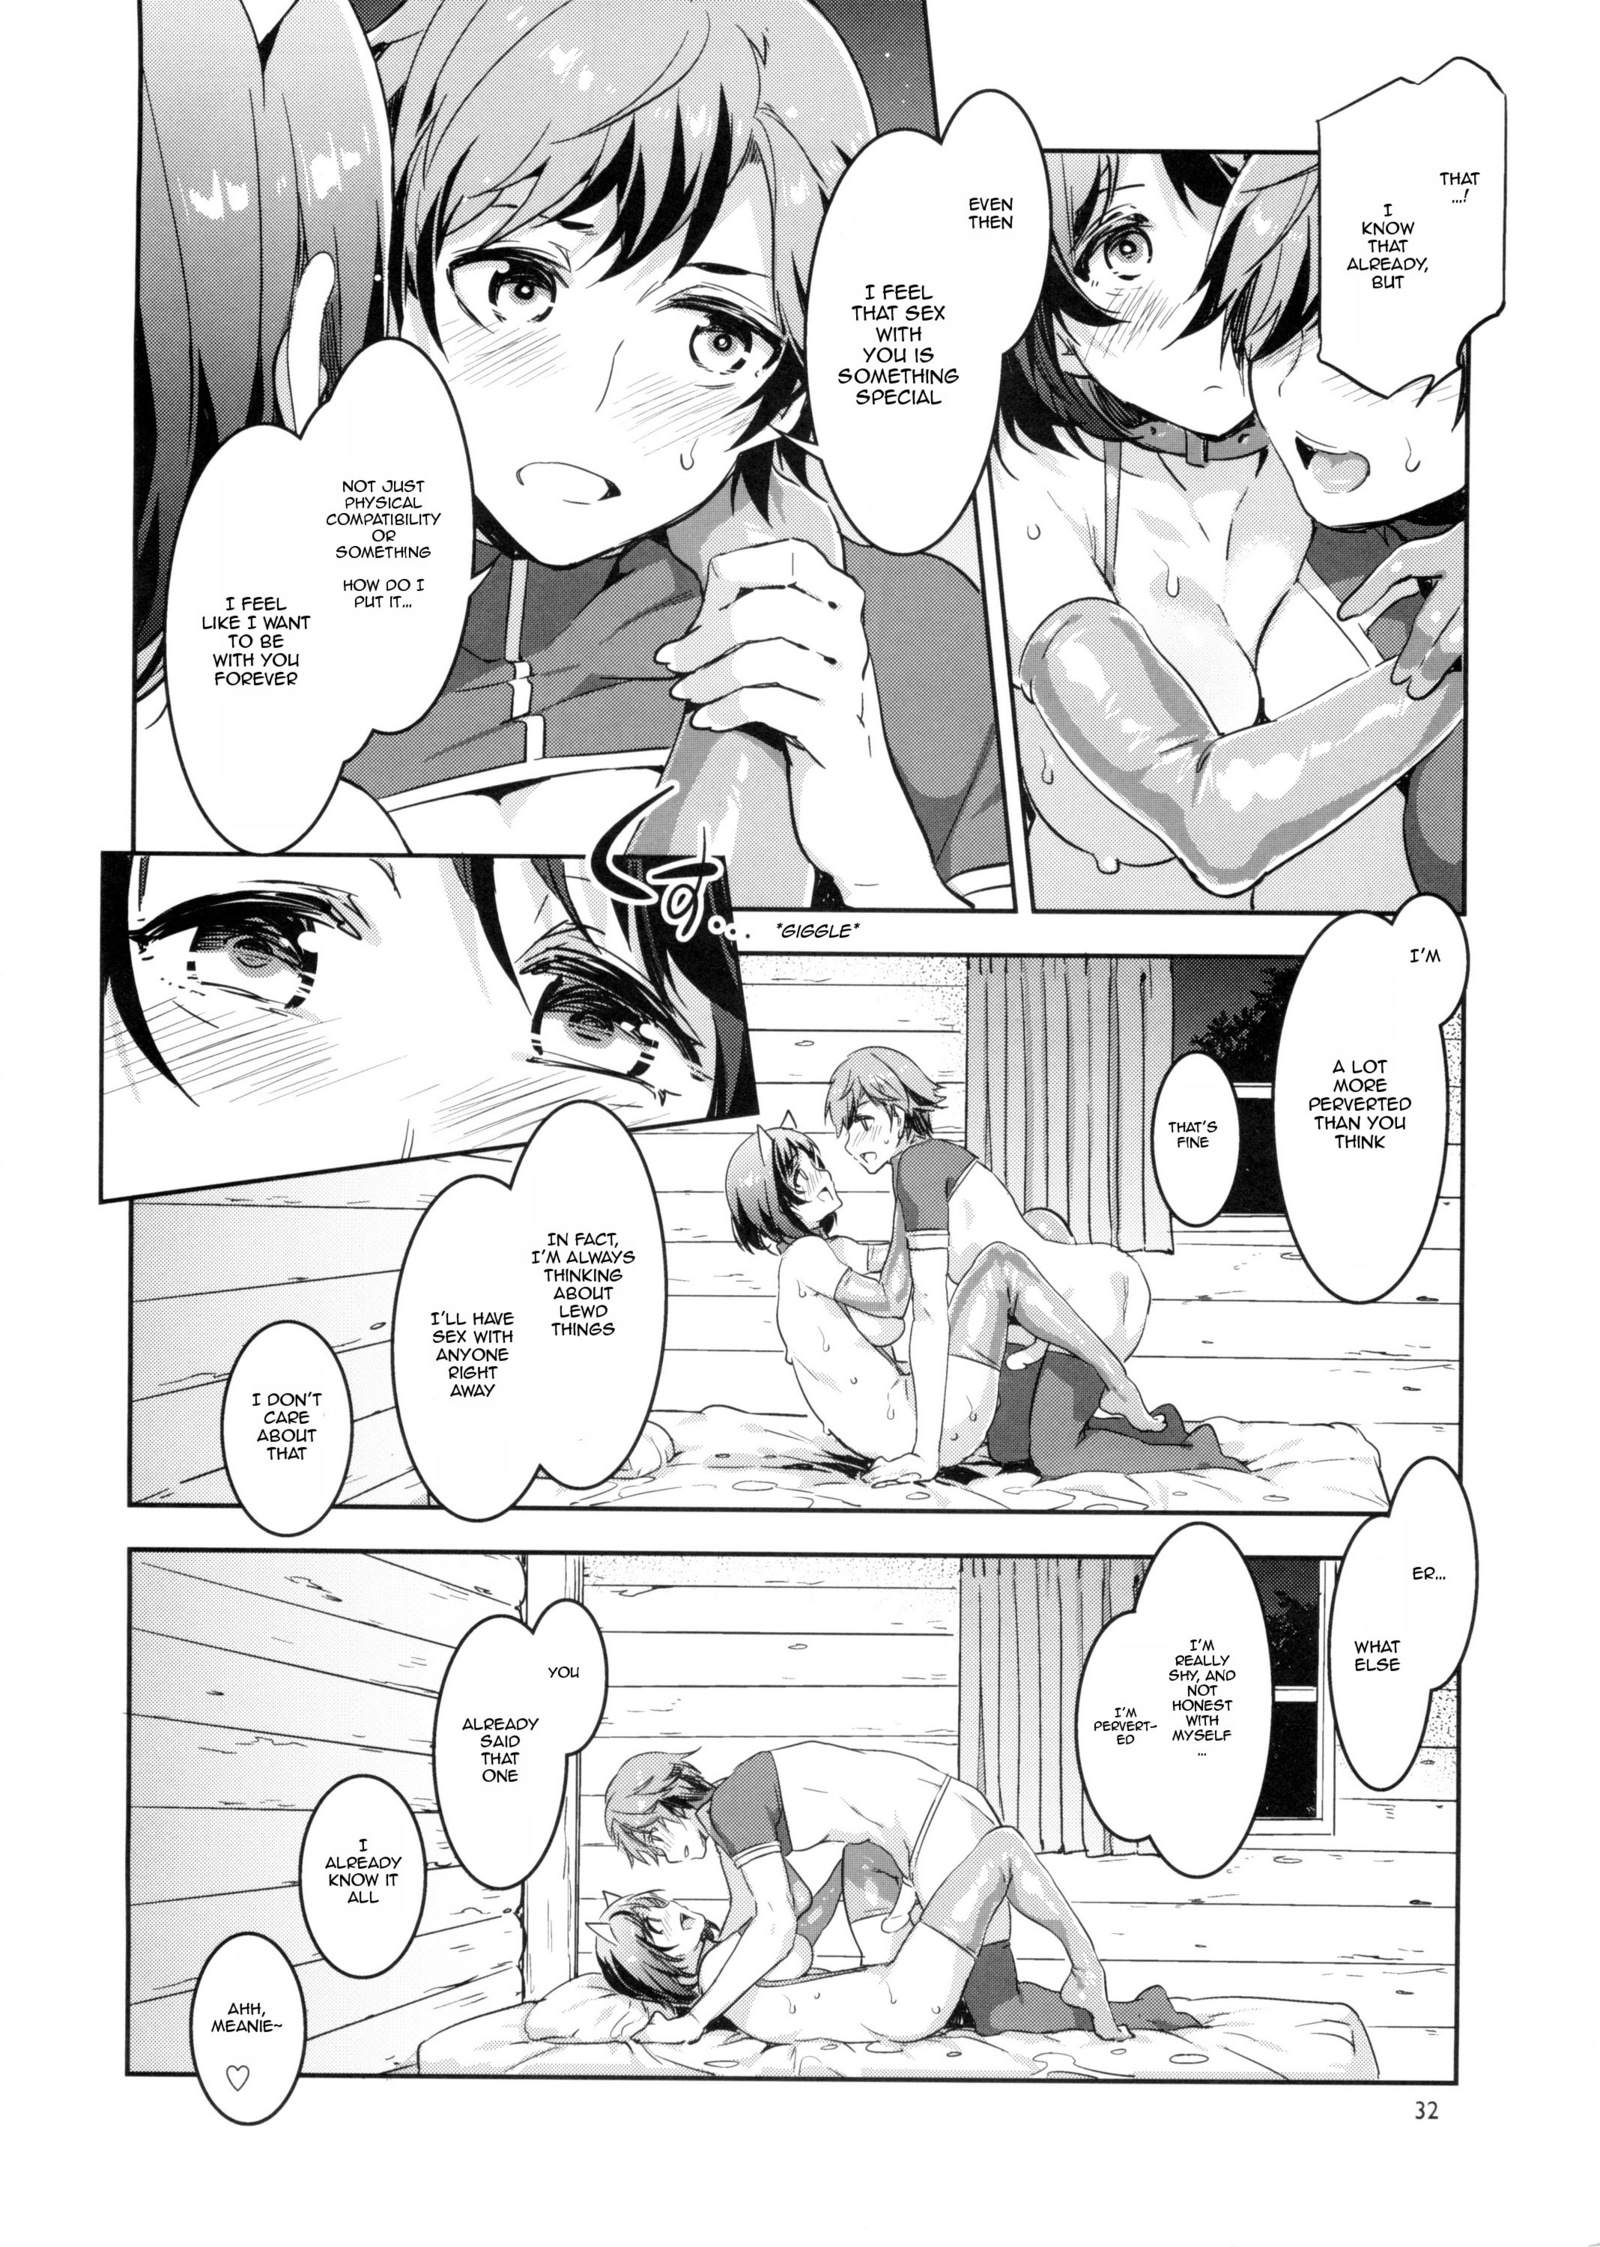 THAT
...!
I
KNOW
THAT
ALREADY,
BUT
EVEN
THEN
I FEEL
THAT SEX
WITH
YOU IS
SOMETHING
SPECIAL
NOT JUST
PHYSICAL
COMPATIBILITY
OR
SOMETHING
HOW DO I
PUT IT...
I FEEL
LIKE I WANT
TO BE
WITH YOU
FOREVER
くす...
*GIGGLE*
I'M
A LOT
MORE
PERVERTED
THAN YOU
THINK
THAT'S
FINE
IN FACT,
I'M ALWAYS
THINKING
ABOUT
LEWD
THINGS
I'LL HAVE
SEX WITH
ANYONE
RIGHT
AWAY
I DON'T
CARE
ABOUT
THAT
ER...
WHAT
ELSE
I'M
REALLY
SHY, AND
NOT
HONEST
WITH
MYSELF
...
I'M
PERVERT-
ED
YOU
ALREADY
SAID
THAT
ONE
I
ALREADY
KNOW IT
ALL
AHH,
MEANIE~
♡
32